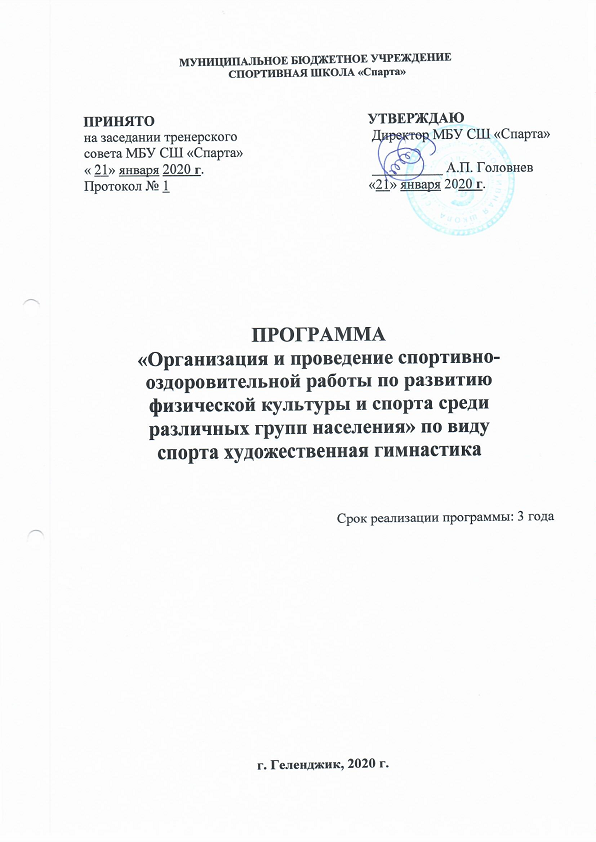 МУНИЦИПАЛЬНОЕ БЮДЖЕТНОЕ УЧРЕЖДЕНИЕ
СПОРТИВНАЯ ШКОЛА «Спарта»
ПРИНЯТО
на заседании тренерского
совета МБУ СШ «Спарта»
« 21» января 2020 г.
Протокол № 1
УТВЕРЖДАЮ
Директор МБУ СШ «Спарта»
__________ А.П. Головнев
«21» января 2020 г.
ПРОГРАММА
«Организация и проведение спортивно-
оздоровительной работы по развитию
физической культуры и спорта среди
различных групп населения» по виду
спорта художественная гимнастика
Срок реализации программы: 3 года
г. Геленджик, 2020 г.